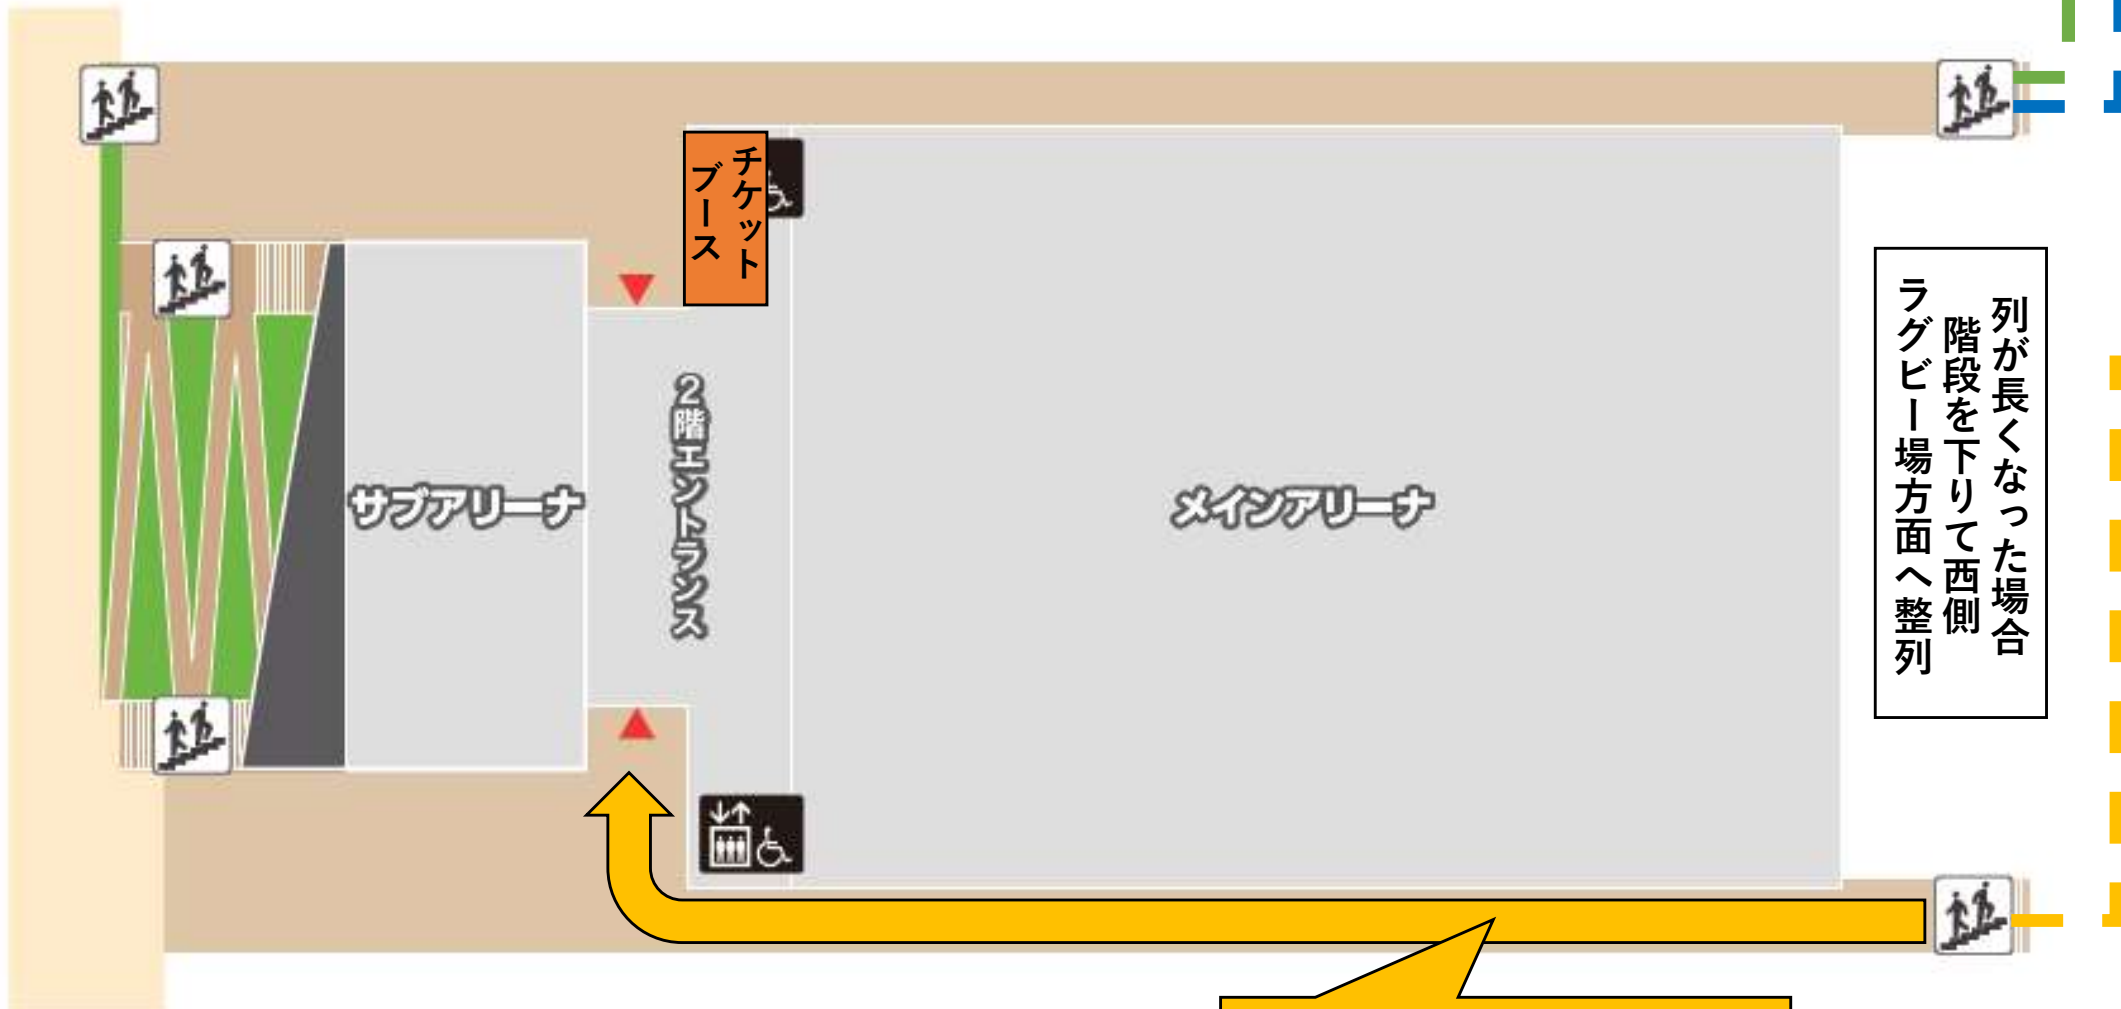 チケット
ブース
2階エントランス
サブアリーナ
メインアリーナ
列が長くなった場合
階段を下りて西側
ラグビー場方面へ整列